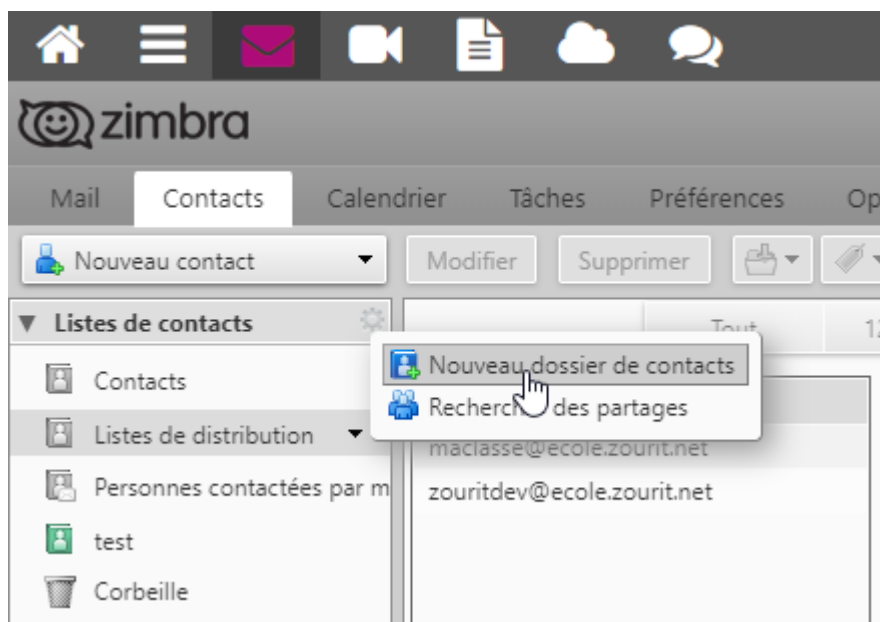 zimbra
Mail Contacts Calendrier Tâches Préférences Op
Nouveau contact Modifier Supprimer
Listes de contacts
Tout
Nouveau dossier de contacts
Contacts
des partages
Listes de distribution
maclasse@ecole.zourit.net
Personnes contactées par m
zouritdev@ecole.zourit.net
test
Corbeille